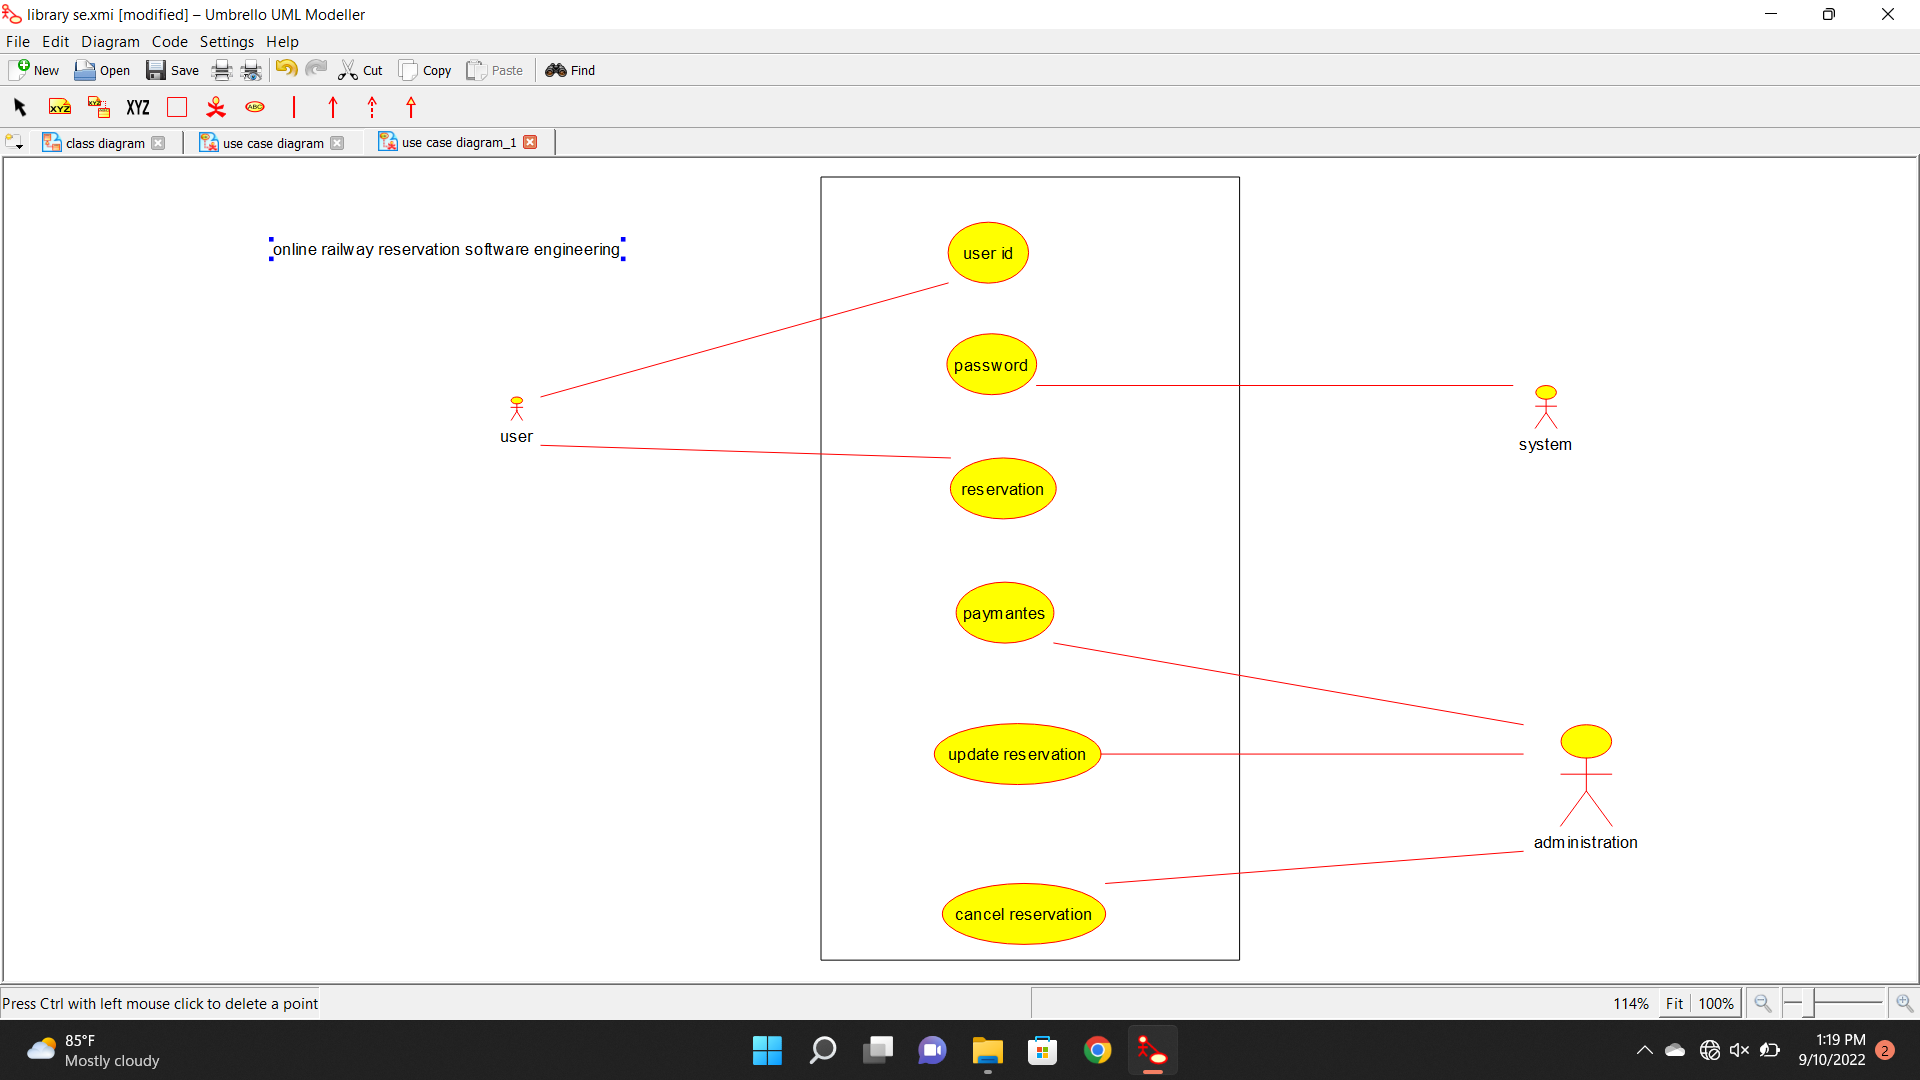 library se.xmi [modified] – Umbrello UML Modeller
File Edit Diagram Code Settings Help
New Open Save Cut Copy Paste Find
XYZ XYZ XYZ ABC
class diagram use case diagram use case diagram_1
online railway reservation software engineering
user id
password
user
system
reservation
paymantes
update reservation
administration
cancel reservation
Press Ctrl with left mouse click to delete a point
114% Fit 100%
85°F
Mostly cloudy
1:19 PM
9/10/2022
2